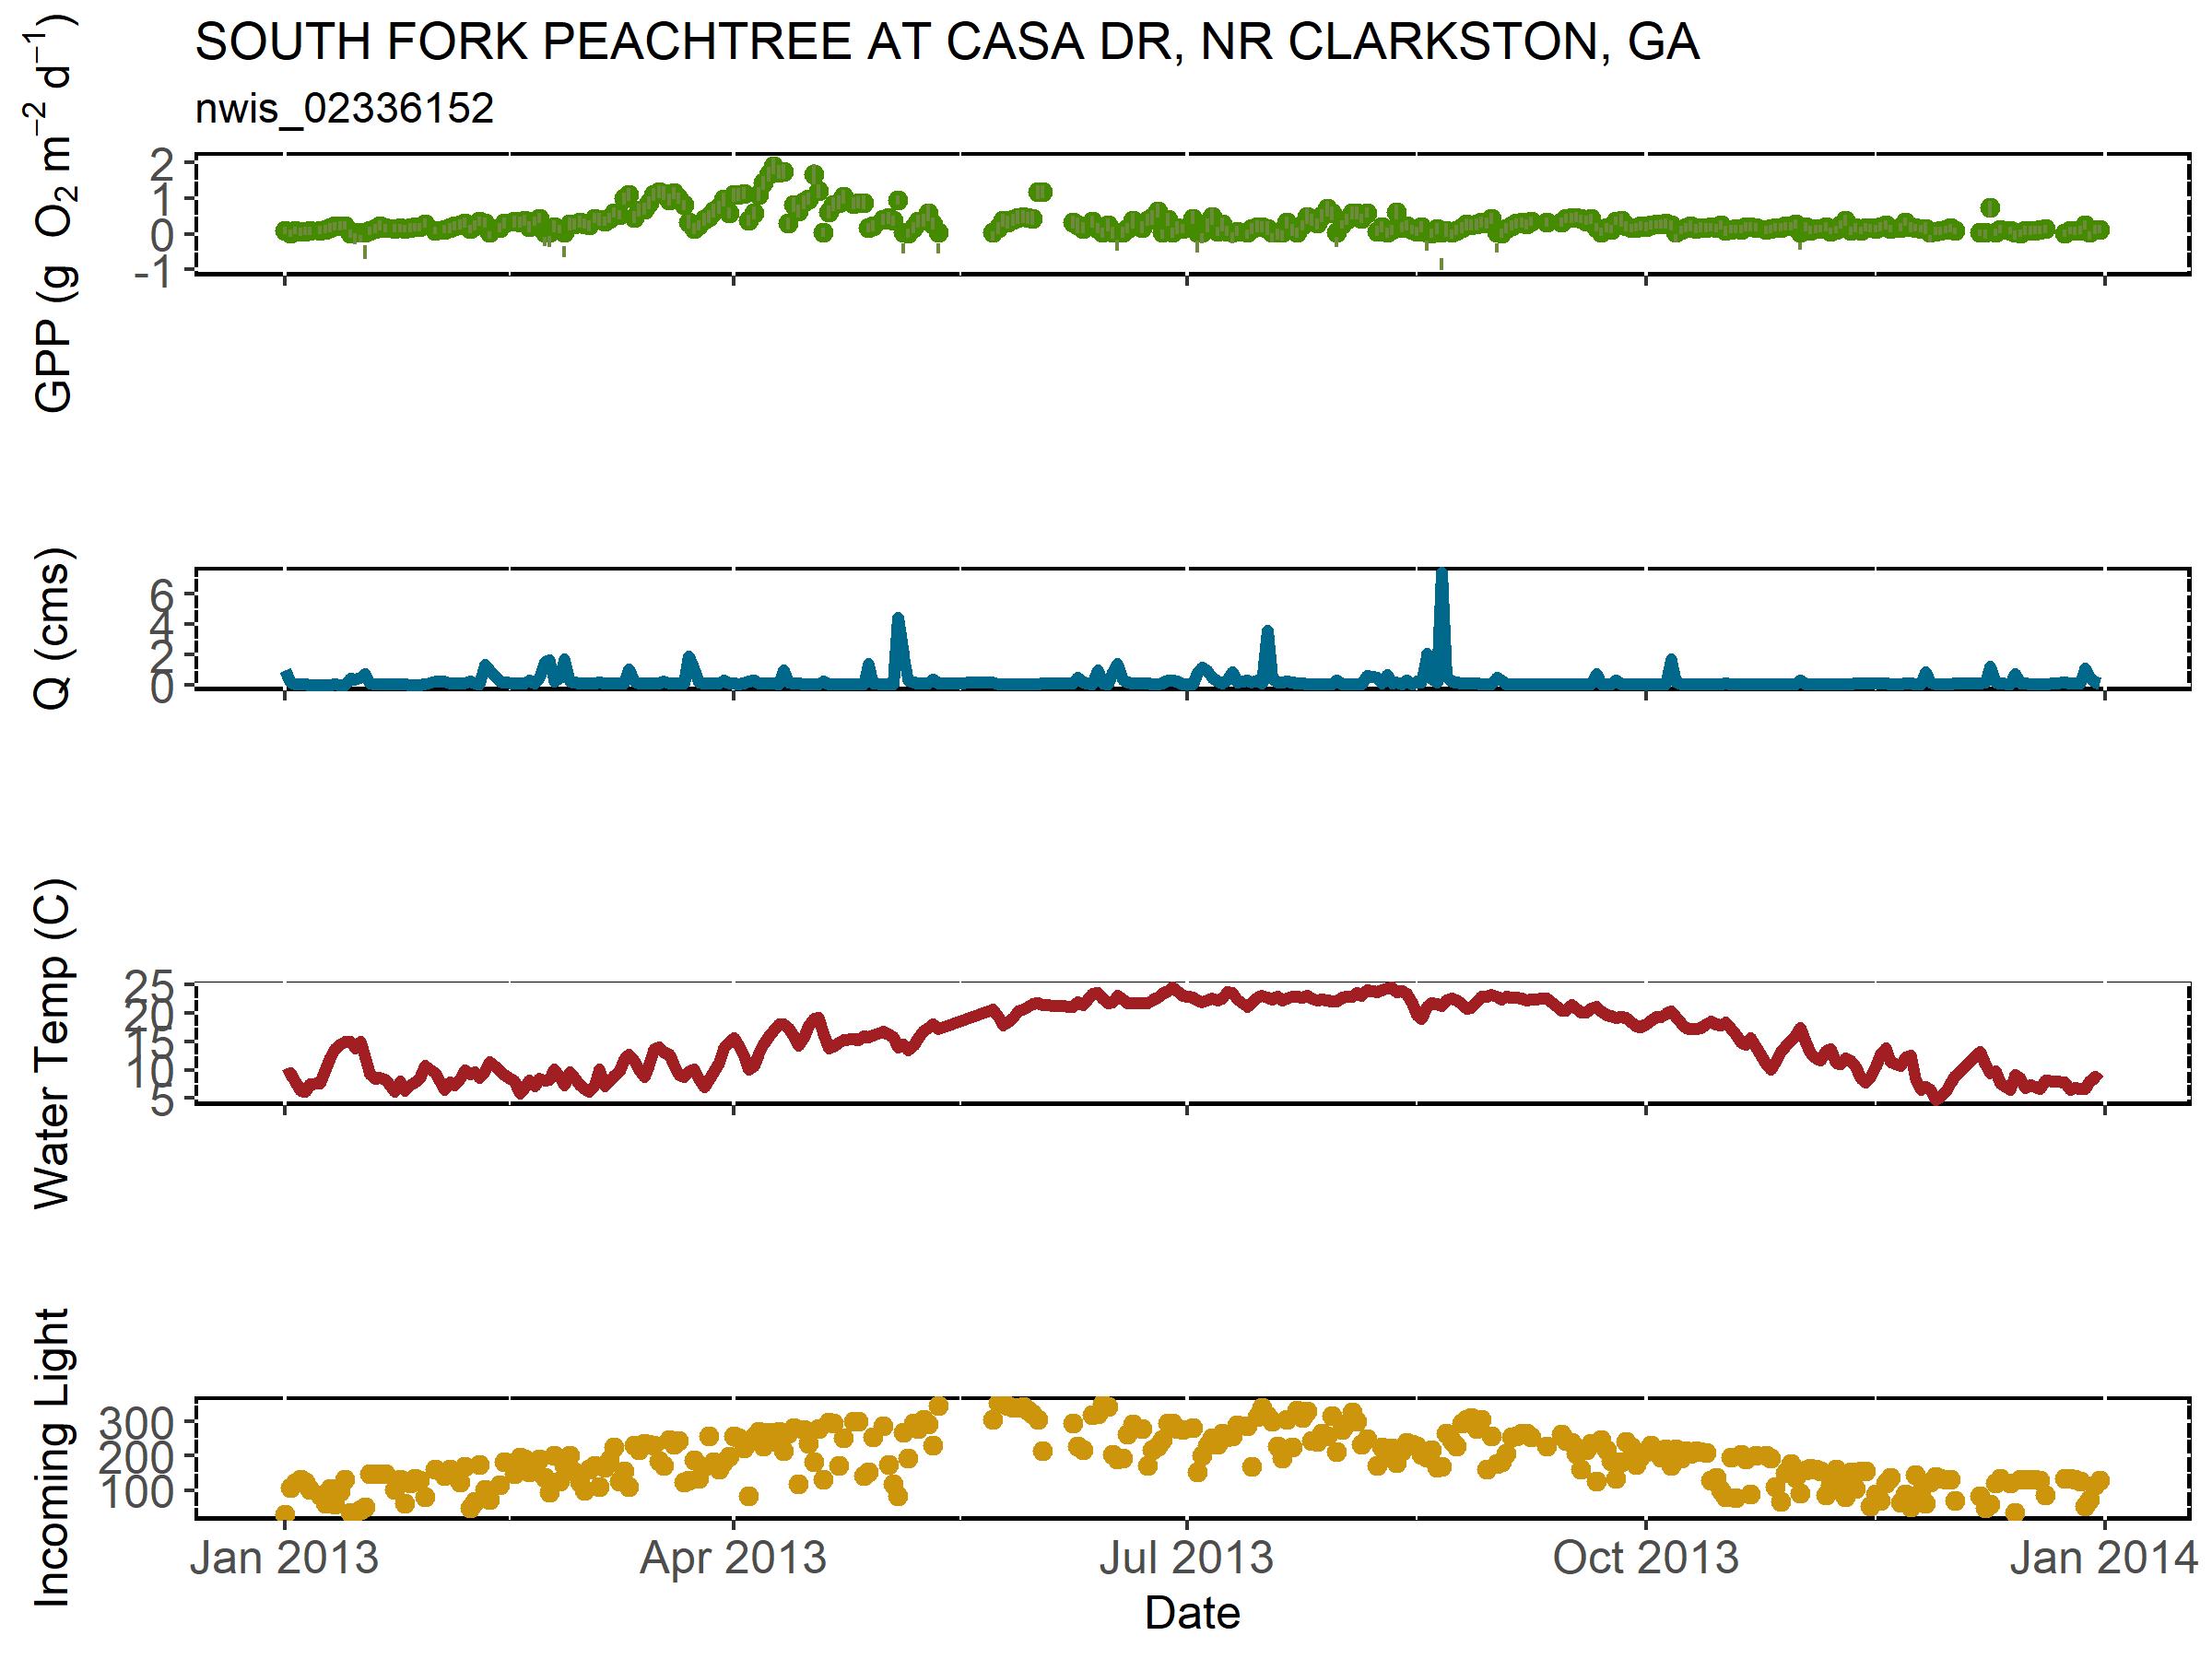 SOUTH FORK PEACHTREE AT CASA DR, NR CLARKSTON, GA
nwis_02336152
GPP (g O₂ m⁻² d⁻¹)
2
1
0
-1
Q (cms)
6
4
2
0
Water Temp (C)
25
20
15
10
5
Incoming Light
300
200
100
Jan 2013 Apr 2013 Jul 2013 Oct 2013 Jan 2014
Date